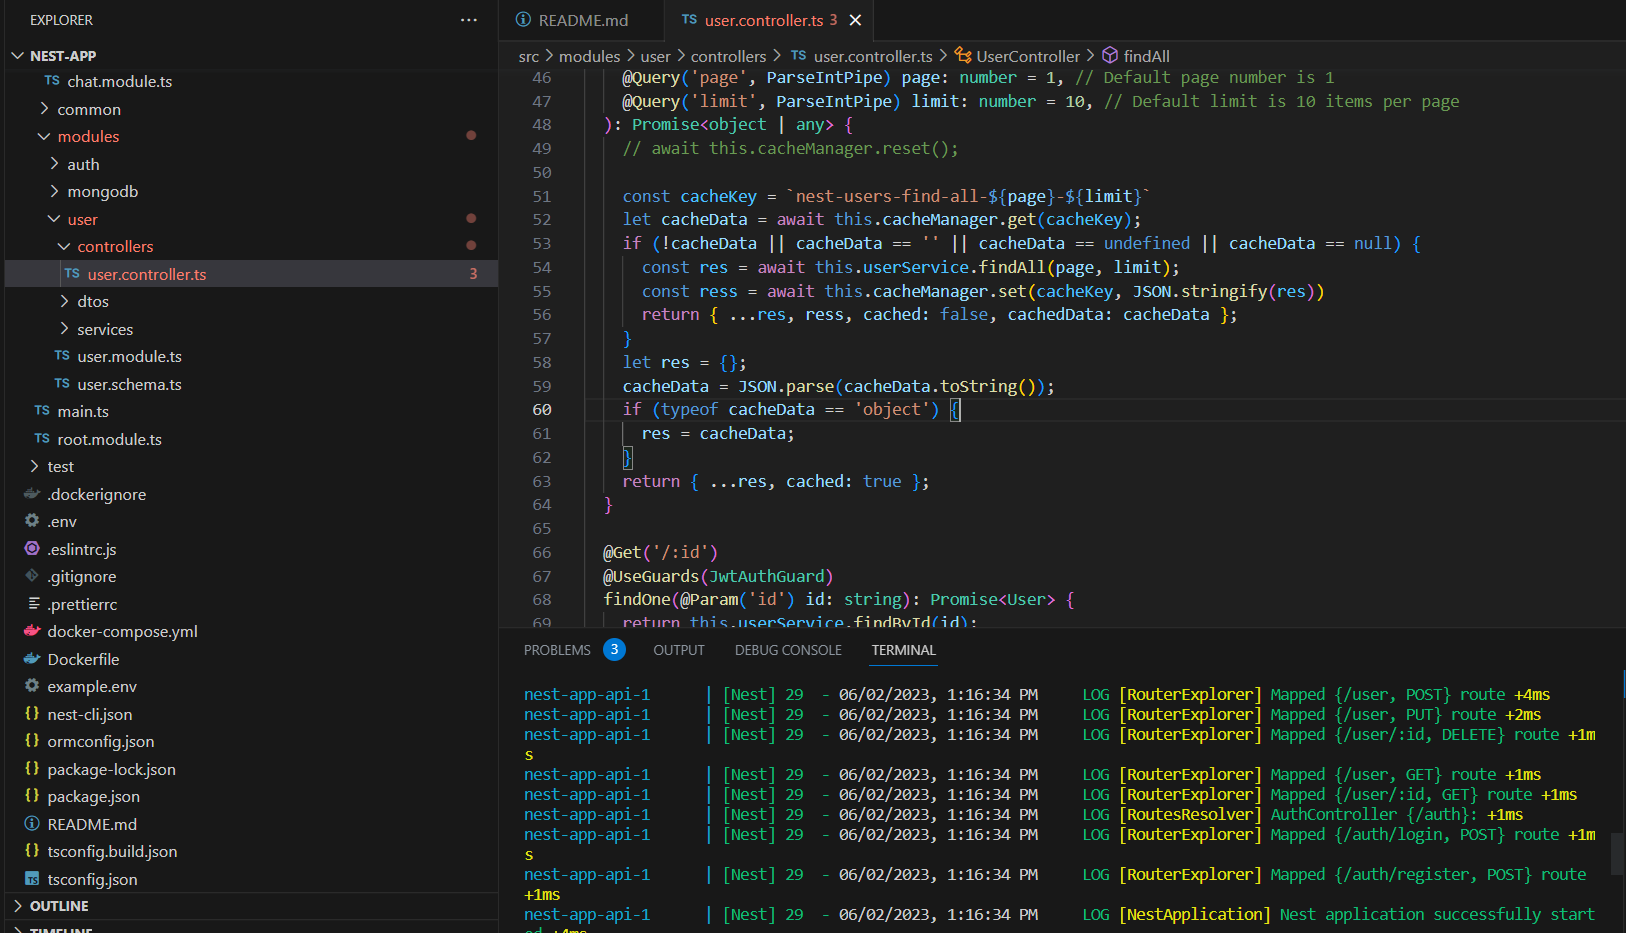 EXPLORER
NEST-APP
TS chat.module.ts
common
modules
auth
mongodb
user
controllers
TS user.controller.ts 3
dtos
services
TS user.module.ts
TS user.schema.ts
TS main.ts
TS root.module.ts
test
.dockerignore
.env
.eslintrc.js
.gitignore
.prettierrc
docker-compose.yml
Dockerfile
example.env
{} nest-cli.json
{} ormconfig.json
{} package-lock.json
{} package.json
README.md
{} tsconfig.build.json
TS tsconfig.json
OUTLINE
TIMELINE
README.md
TS user.controller.ts 3
src > modules > user > controllers > TS user.controller.ts > UserController > findAll
46 @Query('page', ParseIntPipe) page: number = 1, // Default page number is 1
47 @Query('limit', ParseIntPipe) limit: number = 10, // Default limit is 10 items per page
48 ): Promise<object | any> {
49 // await this.cacheManager.reset();
50
51 const cacheKey = `nest-users-find-all-${page}-${limit}`
52 let cacheData = await this.cacheManager.get(cacheKey);
53 if (!cacheData || cacheData == '' || cacheData == undefined || cacheData == null) {
54 const res = await this.userService.findAll(page, limit);
55 const ress = await this.cacheManager.set(cacheKey, JSON.stringify(res))
56 return { ...res, ress, cached: false, cachedData: cacheData };
57 }
58 let res = {};
59 cacheData = JSON.parse(cacheData.toString());
60 if (typeof cacheData == 'object') {
61 res = cacheData;
62 }
63 return { ...res, cached: true };
64 }
65
66 @Get('/:id')
67 @UseGuards(JwtAuthGuard)
68 findOne(@Param('id') id: string): Promise<User> {
69 return this.userService.findById(id);
PROBLEMS 3 OUTPUT DEBUG CONSOLE TERMINAL
nest-app-api-1 | [Nest] 29 - 06/02/2023, 1:16:34 PM LOG [RouterExplorer] Mapped {/user, POST} route +4ms
nest-app-api-1 | [Nest] 29 - 06/02/2023, 1:16:34 PM LOG [RouterExplorer] Mapped {/user, PUT} route +2ms
nest-app-api-1 | [Nest] 29 - 06/02/2023, 1:16:34 PM LOG [RouterExplorer] Mapped {/user/:id, DELETE} route +1m
s
nest-app-api-1 | [Nest] 29 - 06/02/2023, 1:16:34 PM LOG [RouterExplorer] Mapped {/user, GET} route +1ms
nest-app-api-1 | [Nest] 29 - 06/02/2023, 1:16:34 PM LOG [RouterExplorer] Mapped {/user/:id, GET} route +1ms
nest-app-api-1 | [Nest] 29 - 06/02/2023, 1:16:34 PM LOG [RoutesResolver] AuthController {/auth}: +1ms
nest-app-api-1 | [Nest] 29 - 06/02/2023, 1:16:34 PM LOG [RouterExplorer] Mapped {/auth/login, POST} route +1m
s
nest-app-api-1 | [Nest] 29 - 06/02/2023, 1:16:34 PM LOG [RouterExplorer] Mapped {/auth/register, POST} route
+1ms
nest-app-api-1 | [Nest] 29 - 06/02/2023, 1:16:34 PM LOG [NestApplication] Nest application successfully start
ed +4ms